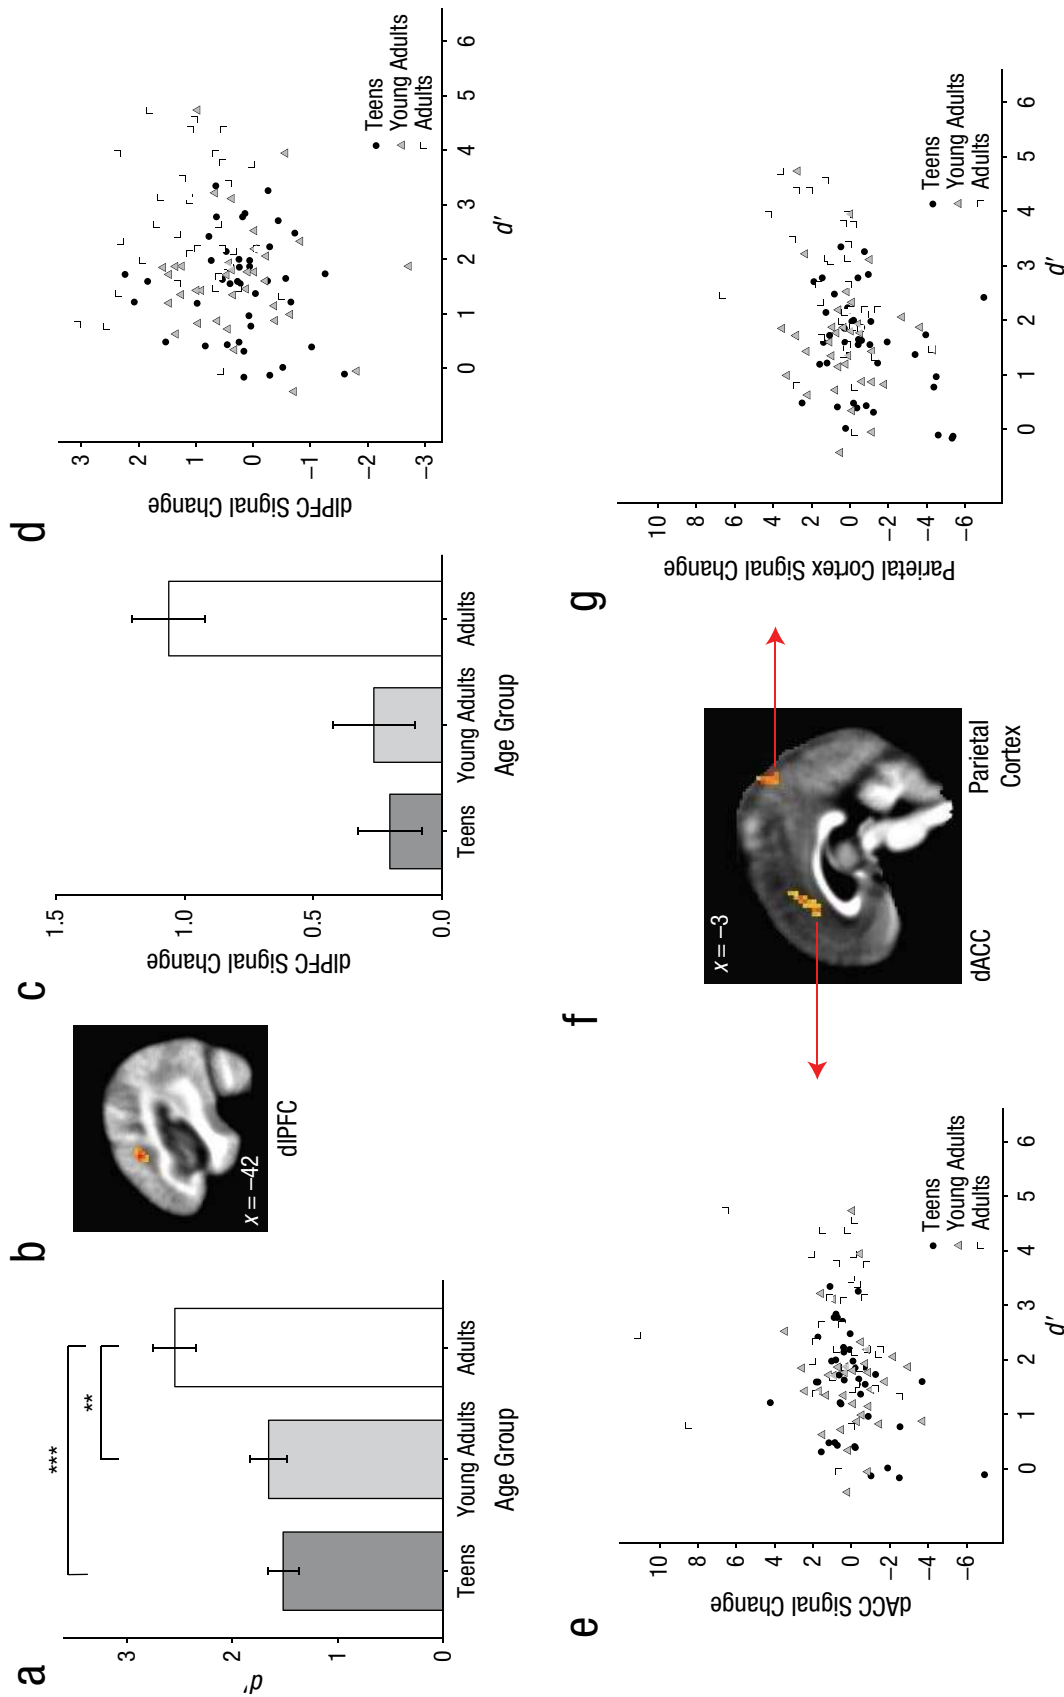 a
d′
3
2
1
0
***
**
Teens
Young Adults
Adults
Age Group
b
x = –42
dlPFC
c
dlPFC Signal Change
1.5
1.0
0.5
0.0
Teens
Young Adults
Adults
Age Group
d
dlPFC Signal Change
3
2
1
0
–1
–2
–3
0 1 2 3 4 5 6
d′
Teens
Young Adults
Adults
e
dACC Signal Change
10
8
6
4
2
0
–2
–4
–6
0 1 2 3 4 5 6
d′
Teens
Young Adults
Adults
f
x = –3
dACC
Parietal
Cortex
g
Parietal Cortex Signal Change
10
8
6
4
2
0
–2
–4
–6
0 1 2 3 4 5 6
d′
Teens
Young Adults
Adults